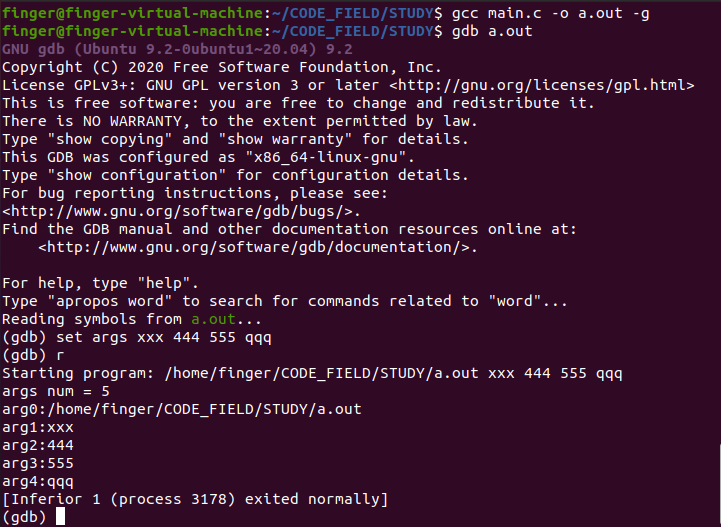 finger@finger-virtual-machine:~/CODE_FIELD/STUDY$ gcc main.c -o a.out -g
finger@finger-virtual-machine:~/CODE_FIELD/STUDY$ gdb a.out
GNU gdb (Ubuntu 9.2-0ubuntu1~20.04) 9.2
Copyright (C) 2020 Free Software Foundation, Inc.
License GPLv3+: GNU GPL version 3 or later <http://gnu.org/licenses/gpl.html>
This is free software: you are free to change and redistribute it.
There is NO WARRANTY, to the extent permitted by law.
Type "show copying" and "show warranty" for details.
This GDB was configured as "x86_64-linux-gnu".
Type "show configuration" for configuration details.
For bug reporting instructions, please see:
<http://www.gnu.org/software/gdb/bugs/>.
Find the GDB manual and other documentation resources online at:
    <http://www.gnu.org/software/gdb/documentation/>.

For help, type "help".
Type "apropos word" to search for commands related to "word"...
Reading symbols from a.out...
(gdb) set args xxx 444 555 qqq
(gdb) r
Starting program: /home/finger/CODE_FIELD/STUDY/a.out xxx 444 555 qqq
args num = 5
arg0:/home/finger/CODE_FIELD/STUDY/a.out
arg1:xxx
arg2:444
arg3:555
arg4:qqq
[Inferior 1 (process 3178) exited normally]
(gdb)